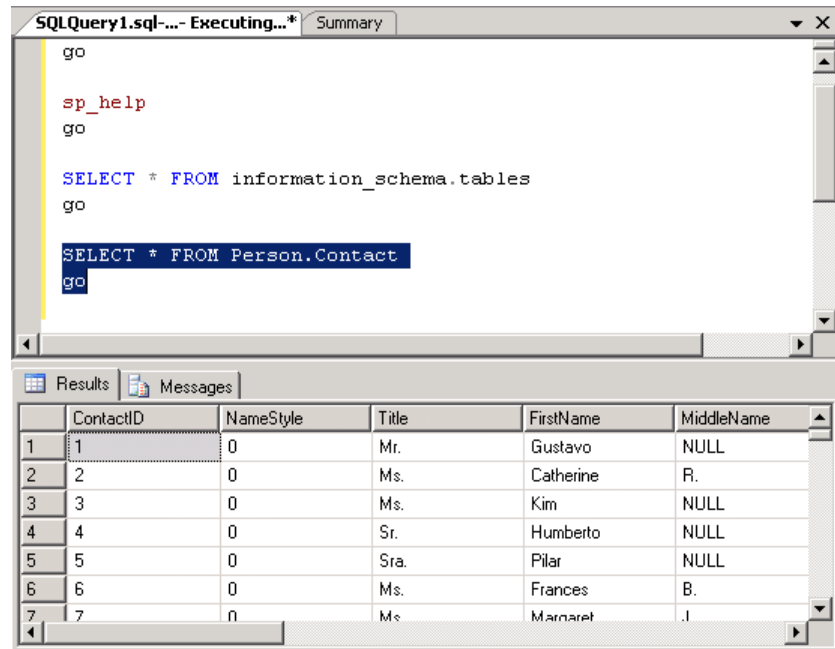 SQLQuery1.sql-...- Executing...* Summary
go
sp_help
go
SELECT * FROM information_schema.tables
go
SELECT * FROM Person.Contact
go
Results Messages
ContactID NameStyle Title FirstName MiddleName
1 1 0 Mr. Gustavo NULL
2 2 0 Ms. Catherine R.
3 3 0 Ms. Kim NULL
4 4 0 Sr. Humberto NULL
5 5 0 Sra. Pilar NULL
6 6 0 Ms. Frances B.
7 7 0 Ms. Margaret J.